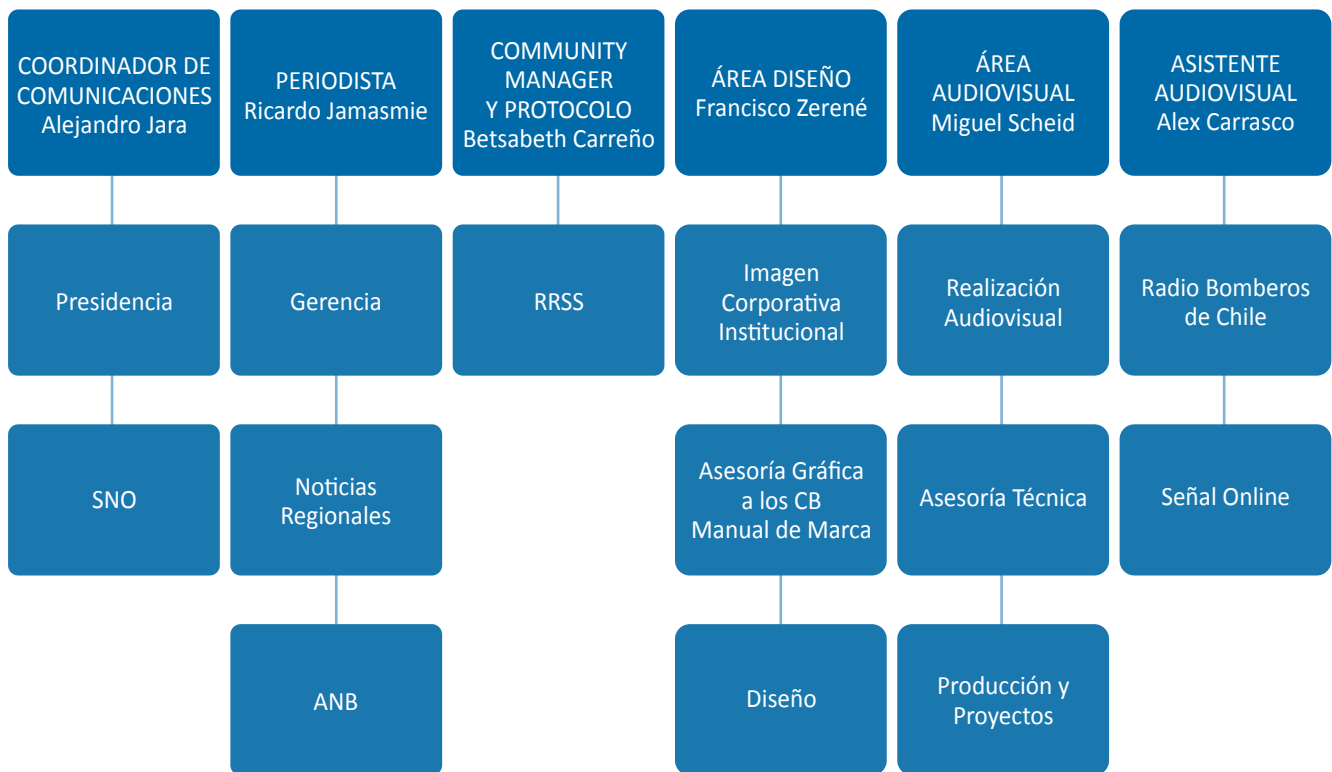 COORDINADOR DE
COMUNICACIONES
Alejandro Jara
PERIODISTA
Ricardo Jamasmie
COMMUNITY
MANAGER
Y PROTOCOLO
Betsabeth Carreño
ÁREA DISEÑO
Francisco Zerené
ÁREA
AUDIOVISUAL
Miguel Scheid
ASISTENTE
AUDIOVISUAL
Alex Carrasco
Presidencia
Gerencia
RRSS
Imagen
Corporativa
Institucional
Realización
Audiovisual
Radio Bomberos
de Chile
SNO
Noticias
Regionales
Asesoría Gráfica
a los CB
Manual de Marca
Asesoría Técnica
Señal Online
ANB
Diseño
Producción y
Proyectos